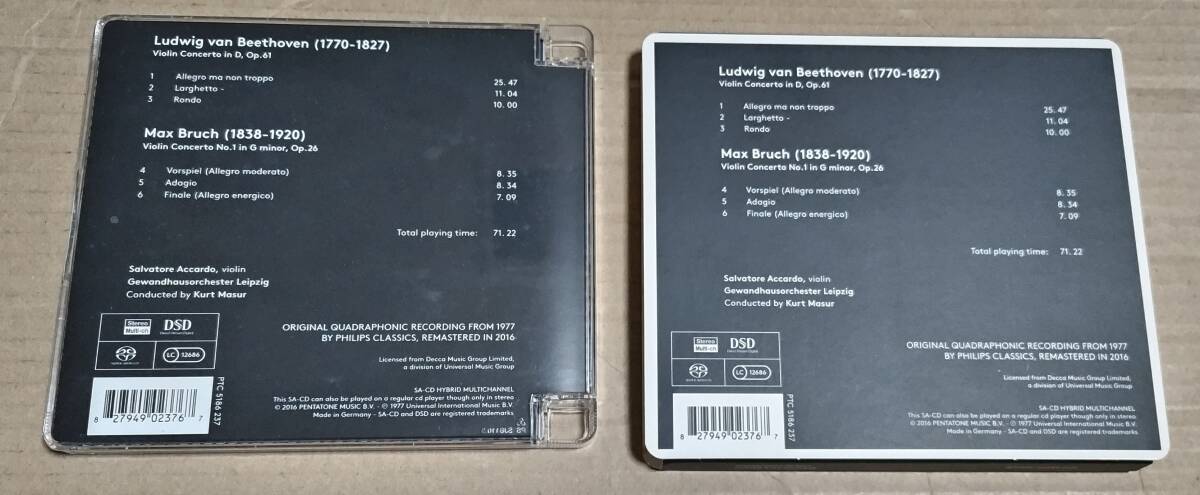 Ludwig van Beethoven (1770-1827)
Violin Concerto in D, Op.61
1 Allegro ma non troppo 25.47
2 Larghetto - 11.04
3 Rondo 10.00
Max Bruch (1838-1920)
Violin Concerto No.1 in G minor, Op.26
4 Vorspiel (Allegro moderato) 8.35
5 Adagio 8.34
6 Finale (Allegro energico) 7.09
Total playing time: 71.22
Salvatore Accardo, violin
Gewandhausorchester Leipzig
Conducted by Kurt Masur
Stereo
Multi-ch
DSD
Direct Stream Digital
LC 12686
ORIGINAL QUADRAPHONIC RECORDING FROM 1977
BY PHILIPS CLASSICS, REMASTERED IN 2016
Licensed from Decca Music Group Limited,
a division of Universal Music Group
SA-CD HYBRID MULTICHANNEL
This SA-CD can also be played on a regular cd player though only in stereo
© 2016 PENTATONE MUSIC B.V. - ℗ 1977 Universal International Music B.V.
Made in Germany - SA-CD and DSD are registered trademarks
8 27949 02376 7
PTC 5186 237
Ludwig van Beethoven (1770-1827)
Violin Concerto in D, Op.61
1 Allegro ma non troppo 25.47
2 Larghetto - 11.04
3 Rondo 10.00
Max Bruch (1838-1920)
Violin Concerto No.1 in G minor, Op.26
4 Vorspiel (Allegro moderato) 8.35
5 Adagio 8.34
6 Finale (Allegro energico) 7.09
Total playing time: 71.22
Salvatore Accardo, violin
Gewandhausorchester Leipzig
Conducted by Kurt Masur
Stereo
Multi-ch
DSD
Direct Stream Digital
LC 12686
ORIGINAL QUADRAPHONIC RECORDING FROM 1977
BY PHILIPS CLASSICS, REMASTERED IN 2016
Licensed from Decca Music Group Limited,
a division of Universal Music Group
SA-CD HYBRID MULTICHANNEL
This SA-CD can also be played on a regular cd player though only in stereo
© 2016 PENTATONE MUSIC B.V. - ℗ 1977 Universal International Music B.V.
Made in Germany - SA-CD and DSD are registered trademarks
8 27949 02376 7
PTC 5186 237